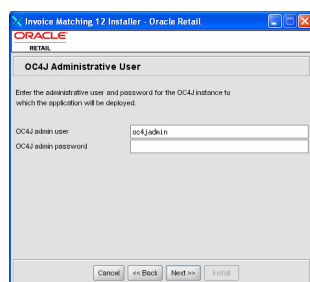 Invoice Matching 12 Installer - Oracle Retail
ORACLE
RETAIL
OC4J Administrative User
Enter the administrative user and password for the OC4J instance to
which the application will be deployed.
OC4J admin user
oc4jadmin
OC4J admin password
Cancel
<< Back
Next >>
Install